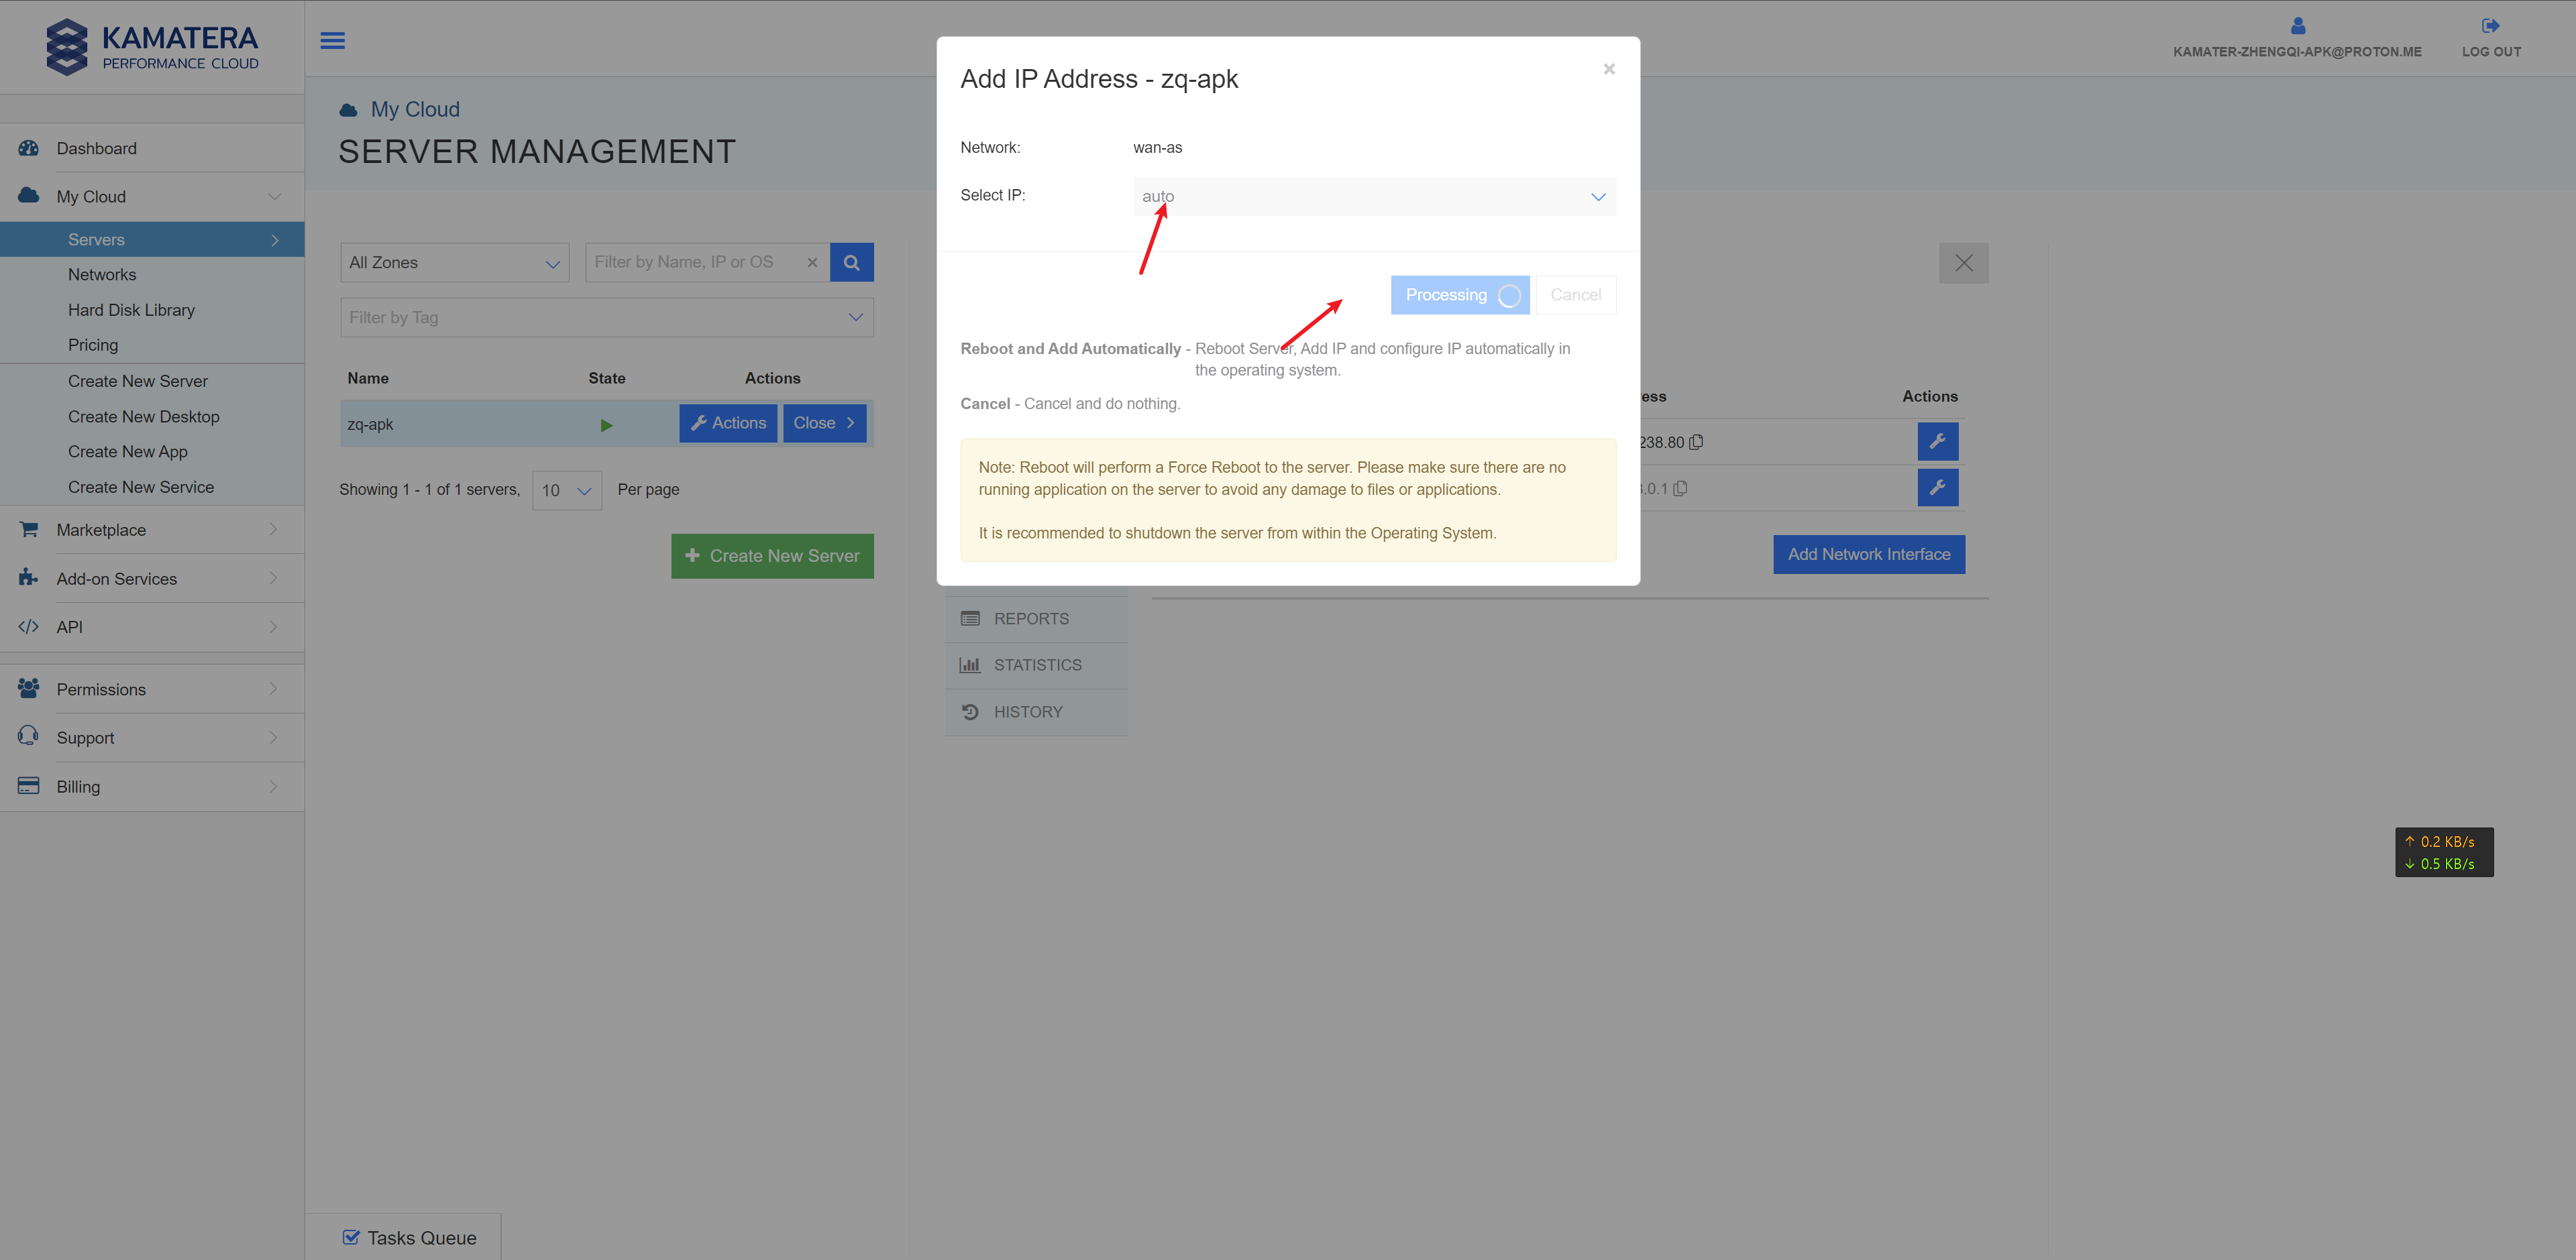 KAMATERA
PERFORMANCE CLOUD
KAMATER-ZHENGQI-APK@PROTON.ME
LOG OUT
Dashboard
My Cloud
Servers
Networks
Hard Disk Library
Pricing
Create New Server
Create New Desktop
Create New App
Create New Service
Marketplace
Add-on Services
API
Permissions
Support
Billing
My Cloud
SERVER MANAGEMENT
All Zones
Filter by Name, IP or OS
Filter by Tag
Name State Actions
zq-apk Actions Close
Showing 1 - 1 of 1 servers, 10 Per page
Create New Server
Tasks Queue
Add IP Address - zq-apk
Network: wan-as
Select IP: auto
Processing Cancel
Reboot and Add Automatically - Reboot Server, Add IP and configure IP automatically in
the operating system.
Cancel - Cancel and do nothing.
Note: Reboot will perform a Force Reboot to the server. Please make sure there are no
running application on the server to avoid any damage to files or applications.
It is recommended to shutdown the server from within the Operating System.
REPORTS
STATISTICS
HISTORY
ess Actions
238.80
.0.1
Add Network Interface
↑ 0.2 KB/s
↓ 0.5 KB/s